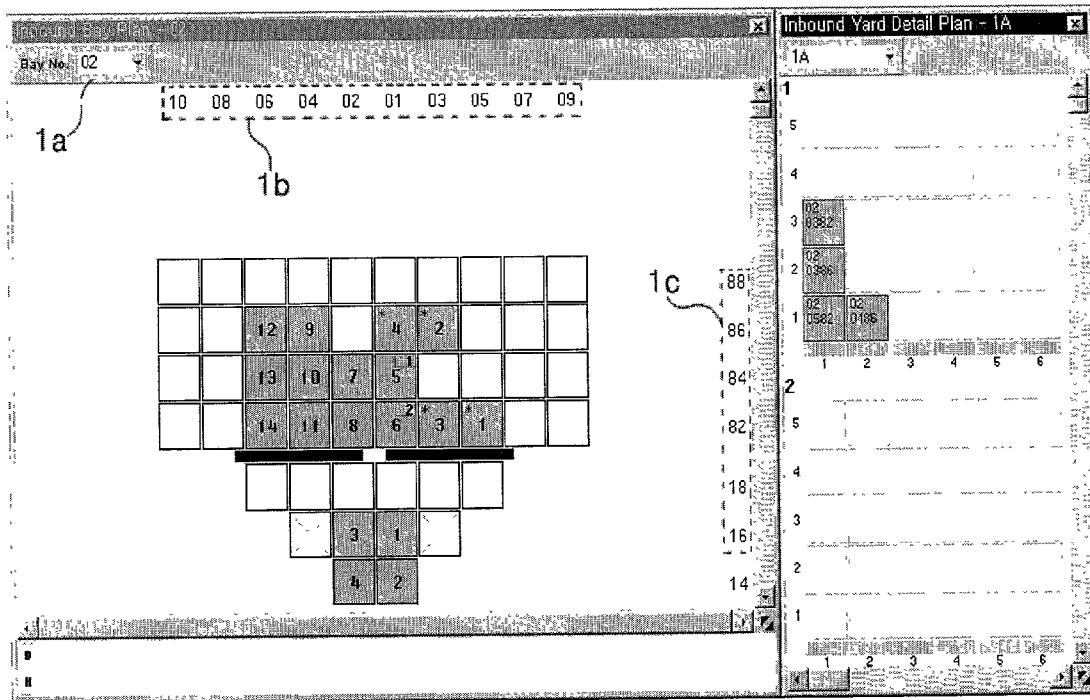 Inbound Bay Plan -
Bay No. 02
10 08 06 04 02 01 03 05 07 09
1a
1b
1c
88
12 9 *4 *2 86
13 10 7 5 1 84
14 11 8 6 2 *3 *1 82
18
3 1 16
4 2 14
Inbound Yard Detail Plan - 1A
1A
1
5
4
3 02 0382
2 02 0386
1 02 0582 02 0486
1 2 3 4 5 6
2
5
4
3
2
1
1 2 3 4 5 6